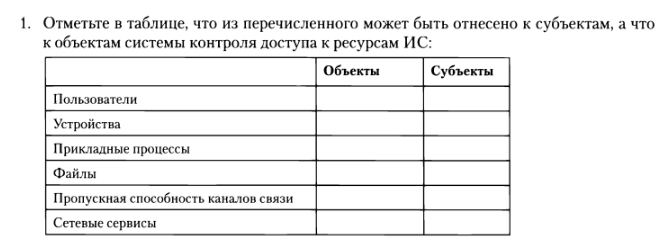 1. Отметьте в таблице, что из перечисленного может быть отнесено к субъектам, а что
к объектам системы контроля доступа к ресурсам ИС:
Объекты Субъекты
Пользователи
Устройства
Прикладные процессы
Файлы
Пропускная способность каналов связи
Сетевые сервисы